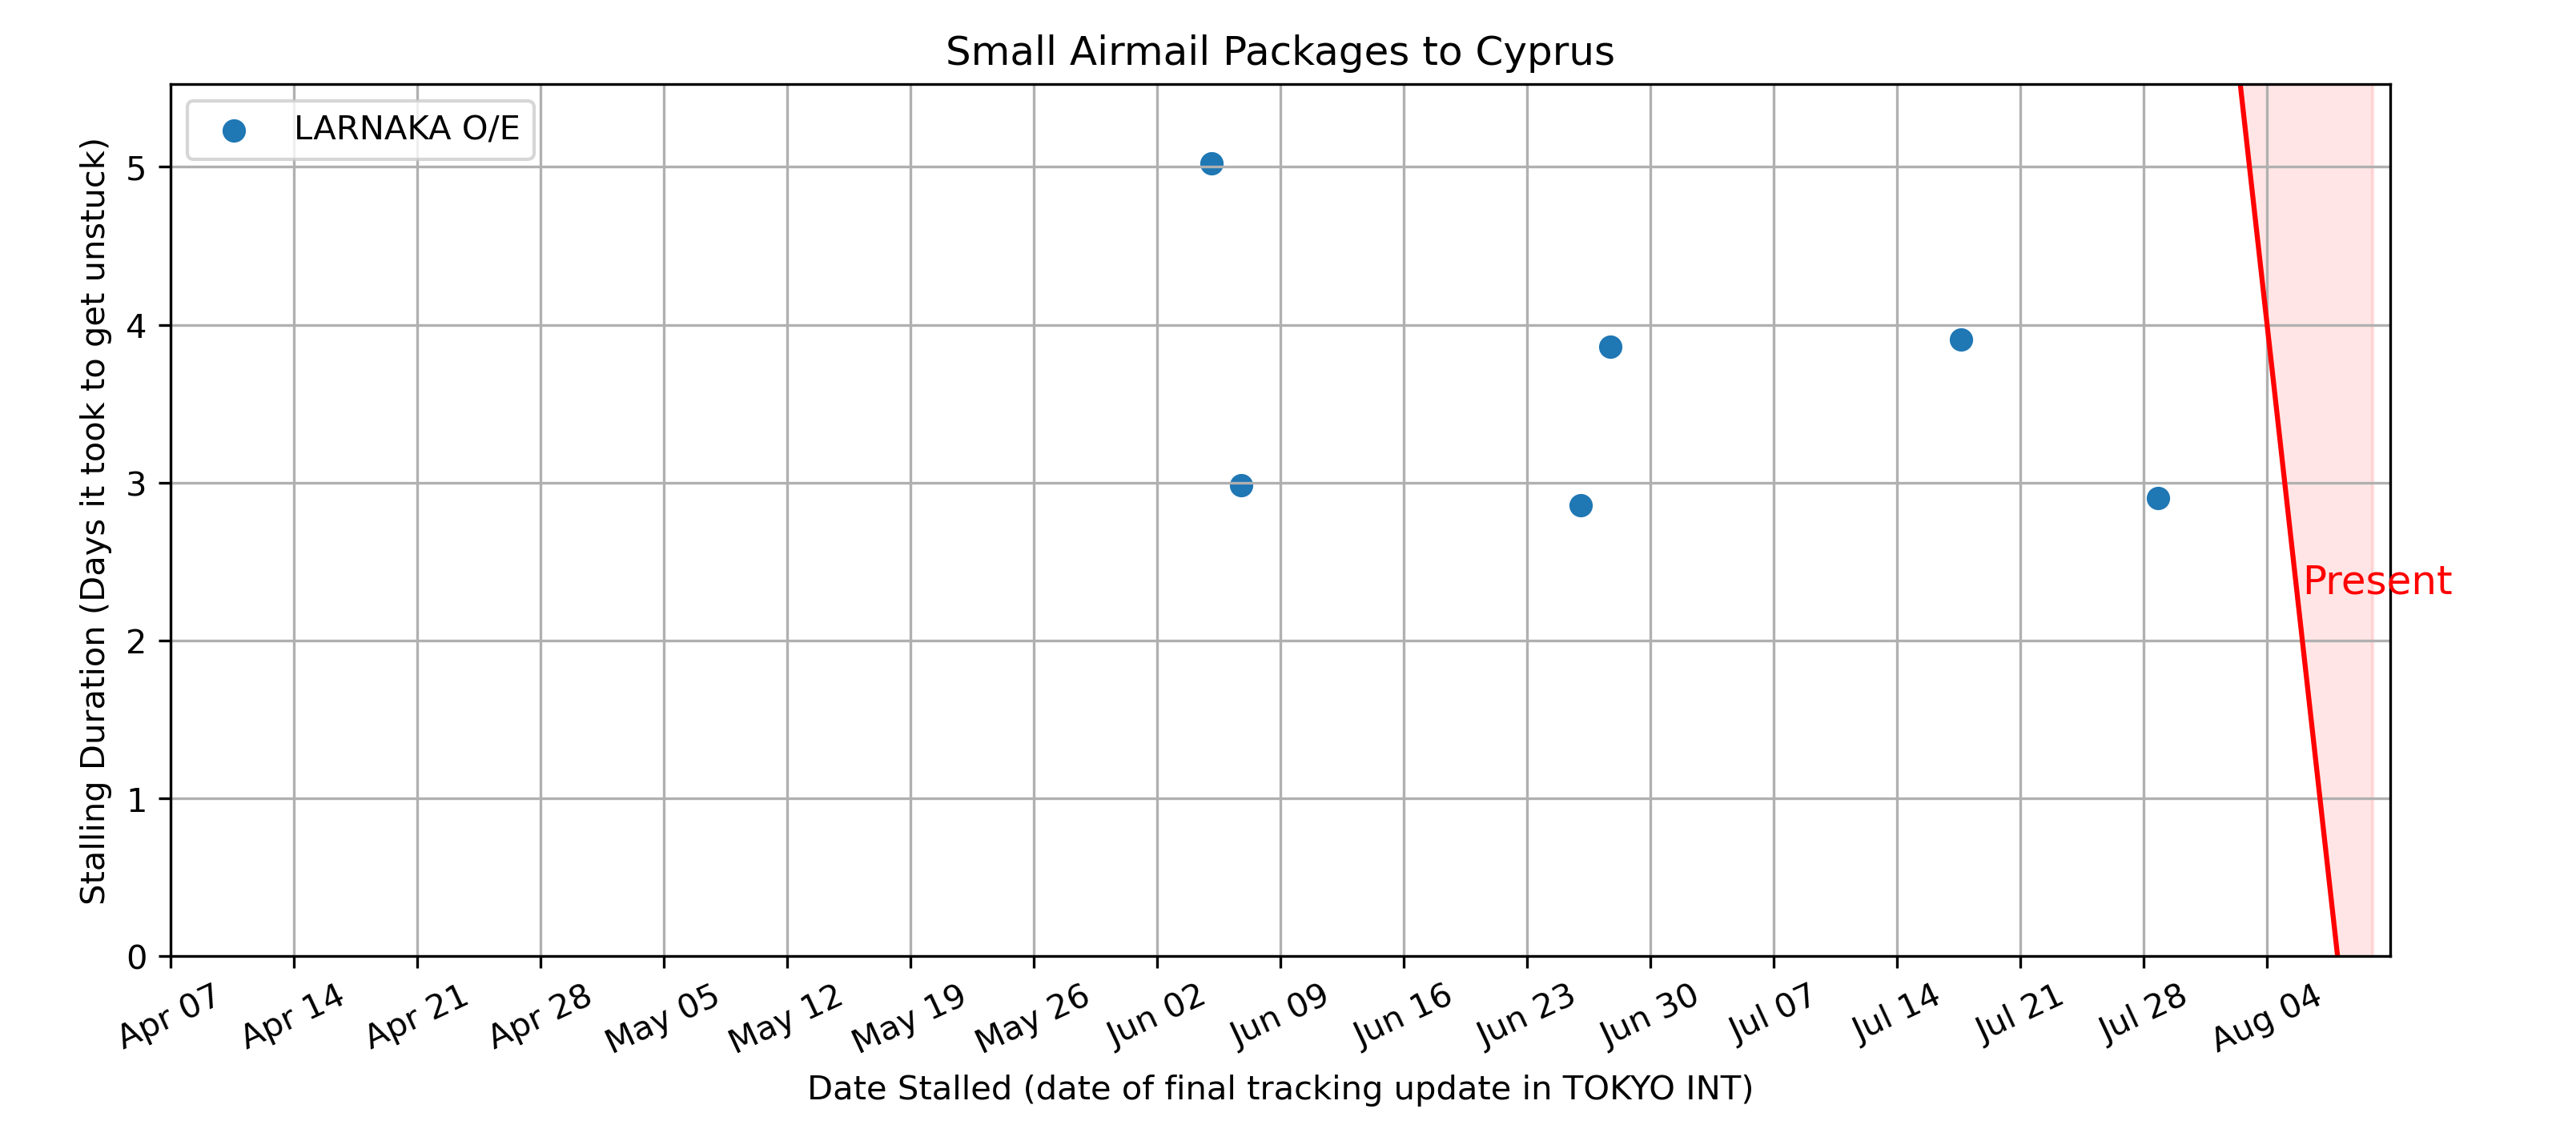 Small Airmail Packages to Cyprus
LARNAKA O/E
Stalling Duration (Days it took to get unstuck)
5
4
3
2
1
0
Present
Apr 07
Apr 14
Apr 21
Apr 28
May 05
May 12
May 19
May 26
Jun 02
Jun 09
Jun 16
Jun 23
Jun 30
Jul 07
Jul 14
Jul 21
Jul 28
Aug 04
Date Stalled (date of final tracking update in TOKYO INT)